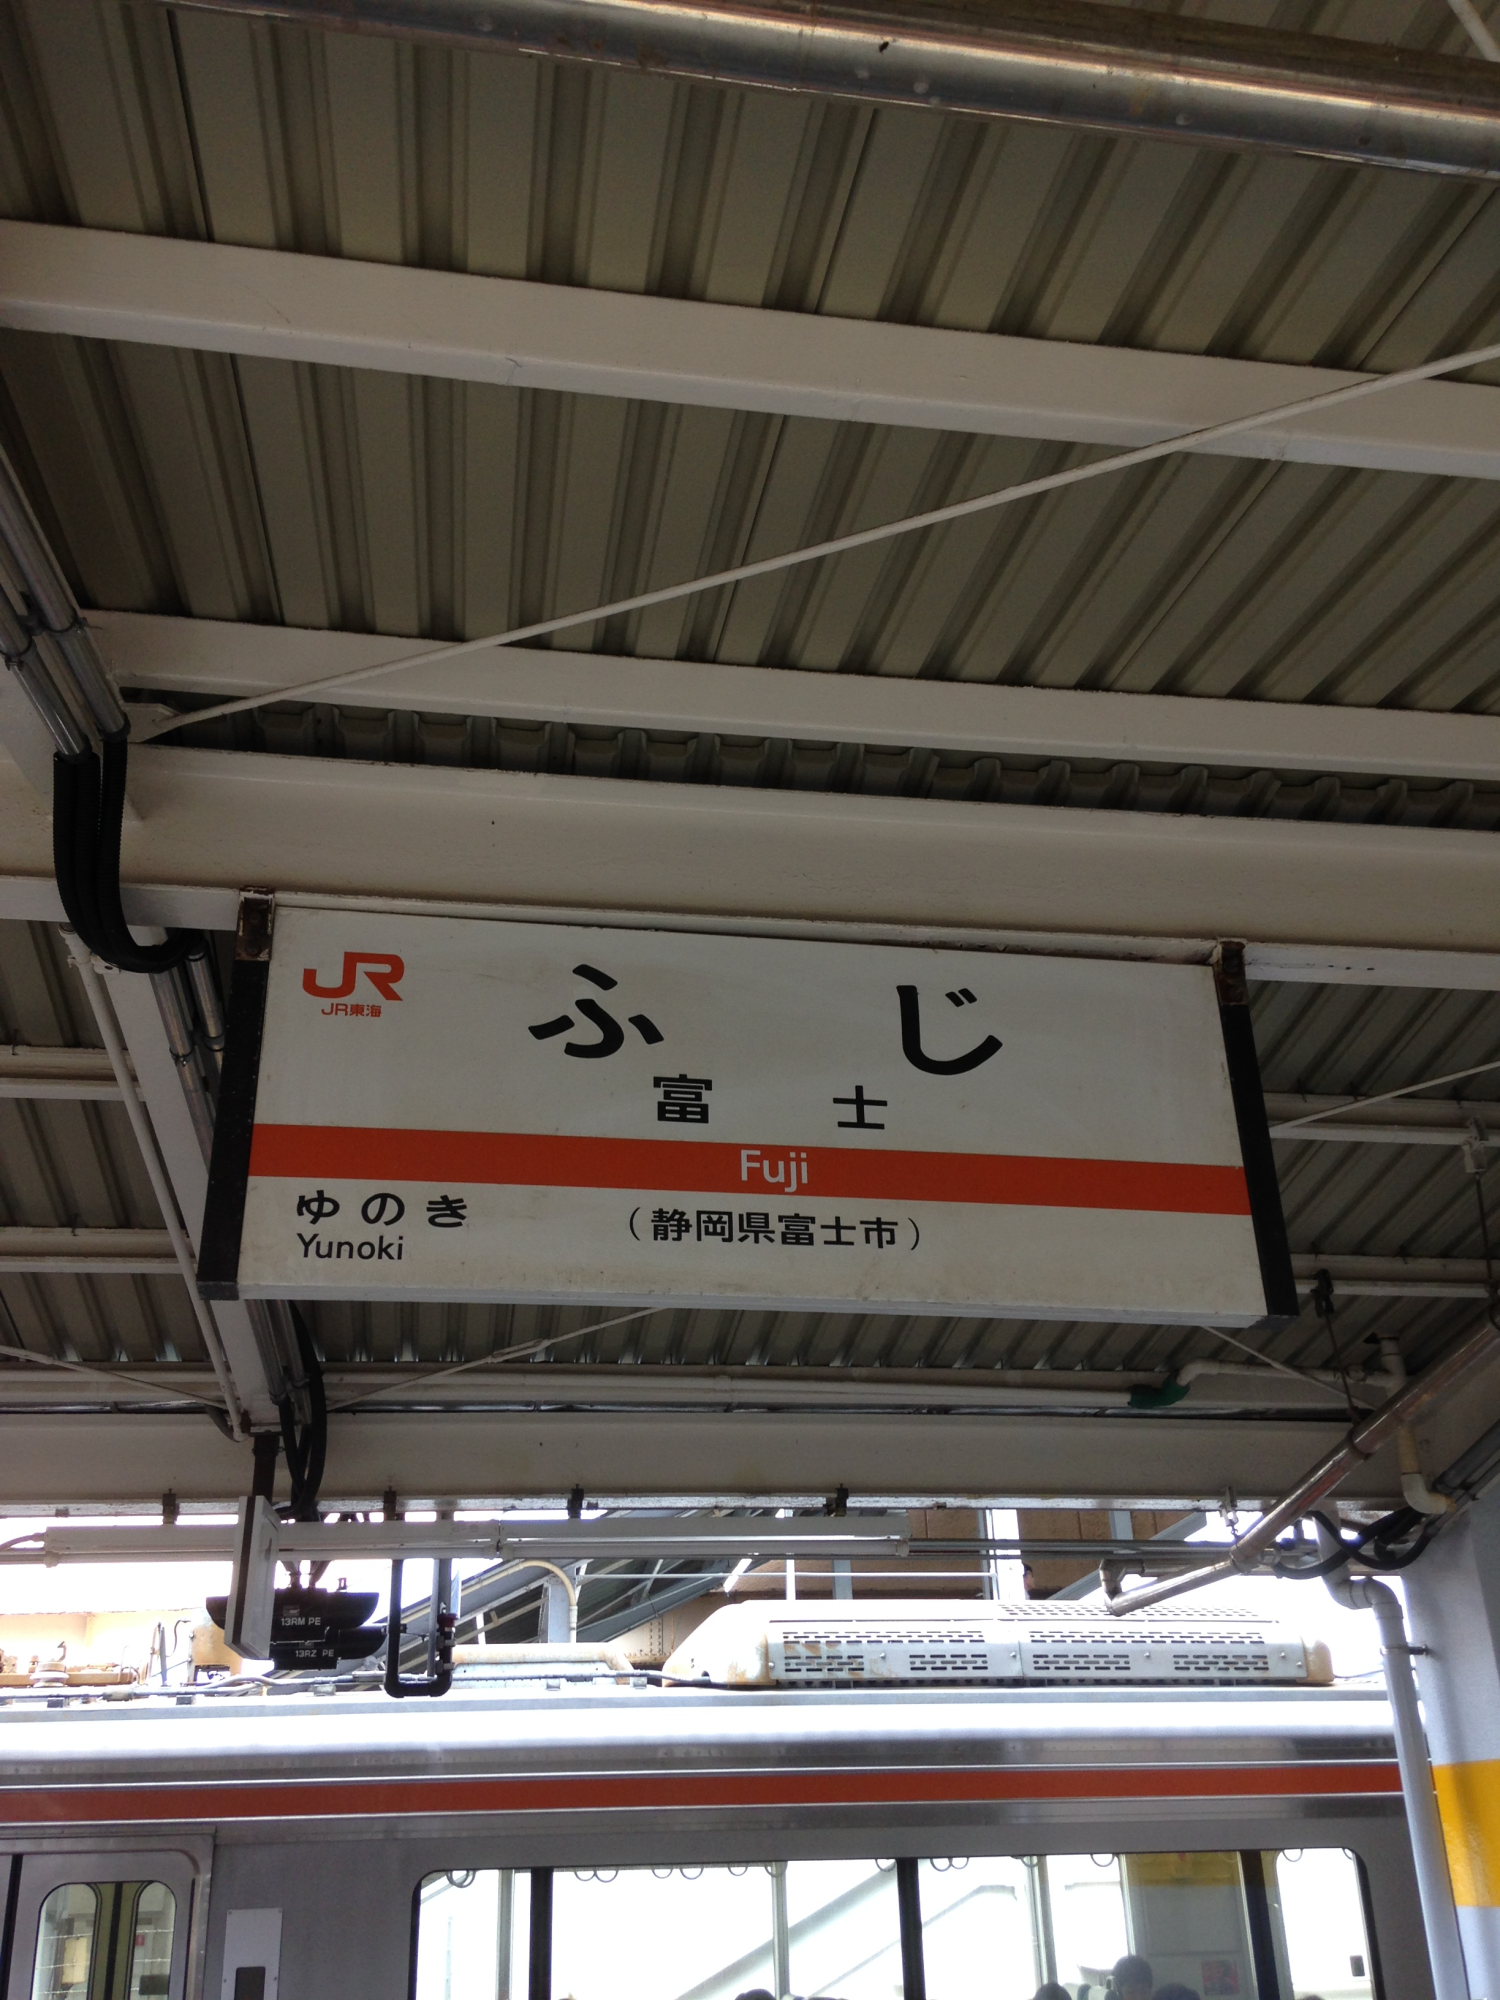 JR
JR東海
ふじ
富士
Fuji
ゆのき
Yunoki
(静岡県富士市)
13RM PE
13RZ PE